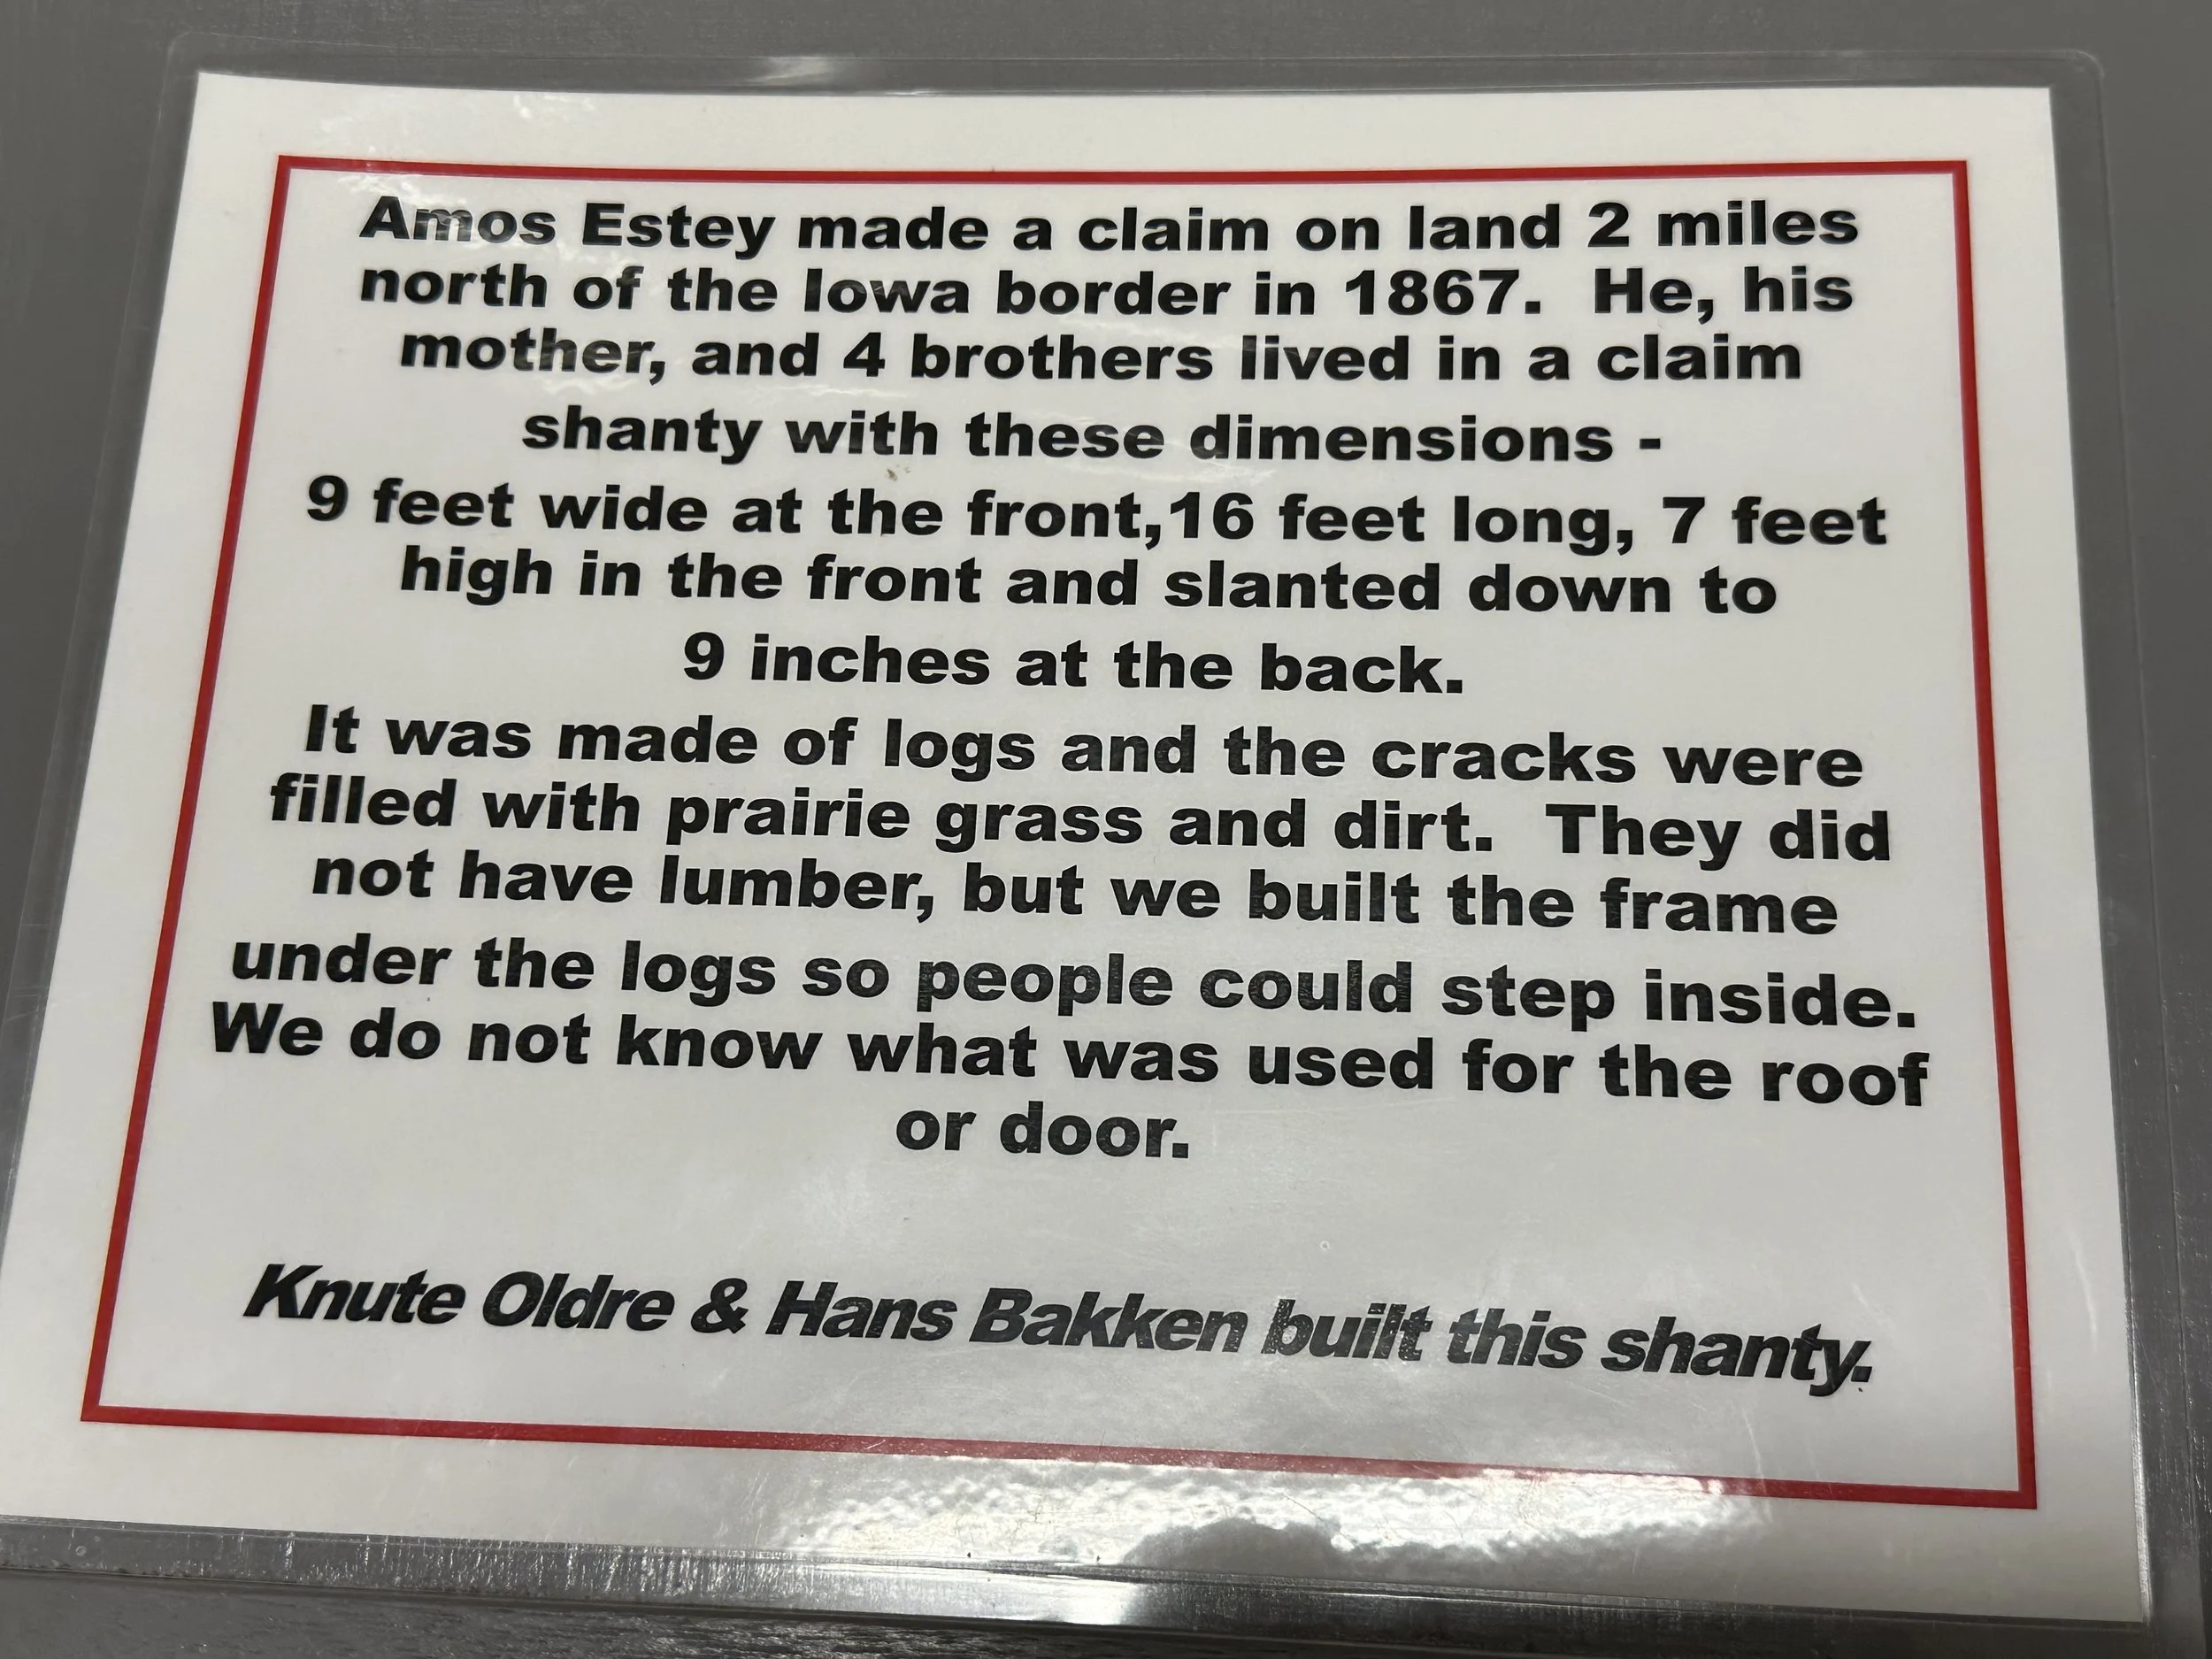 Amos Estey made a claim on land 2 miles
north of the Iowa border in 1867.  He, his
mother, and 4 brothers lived in a claim
shanty with these dimensions -
9 feet wide at the front,16 feet long, 7 feet
high in the front and slanted down to
9 inches at the back.
It was made of logs and the cracks were
filled with prairie grass and dirt.  They did
not have lumber, but we built the frame
under the logs so people could step inside.
We do not know what was used for the roof
or door.
Knute Oldre & Hans Bakken built this shanty.